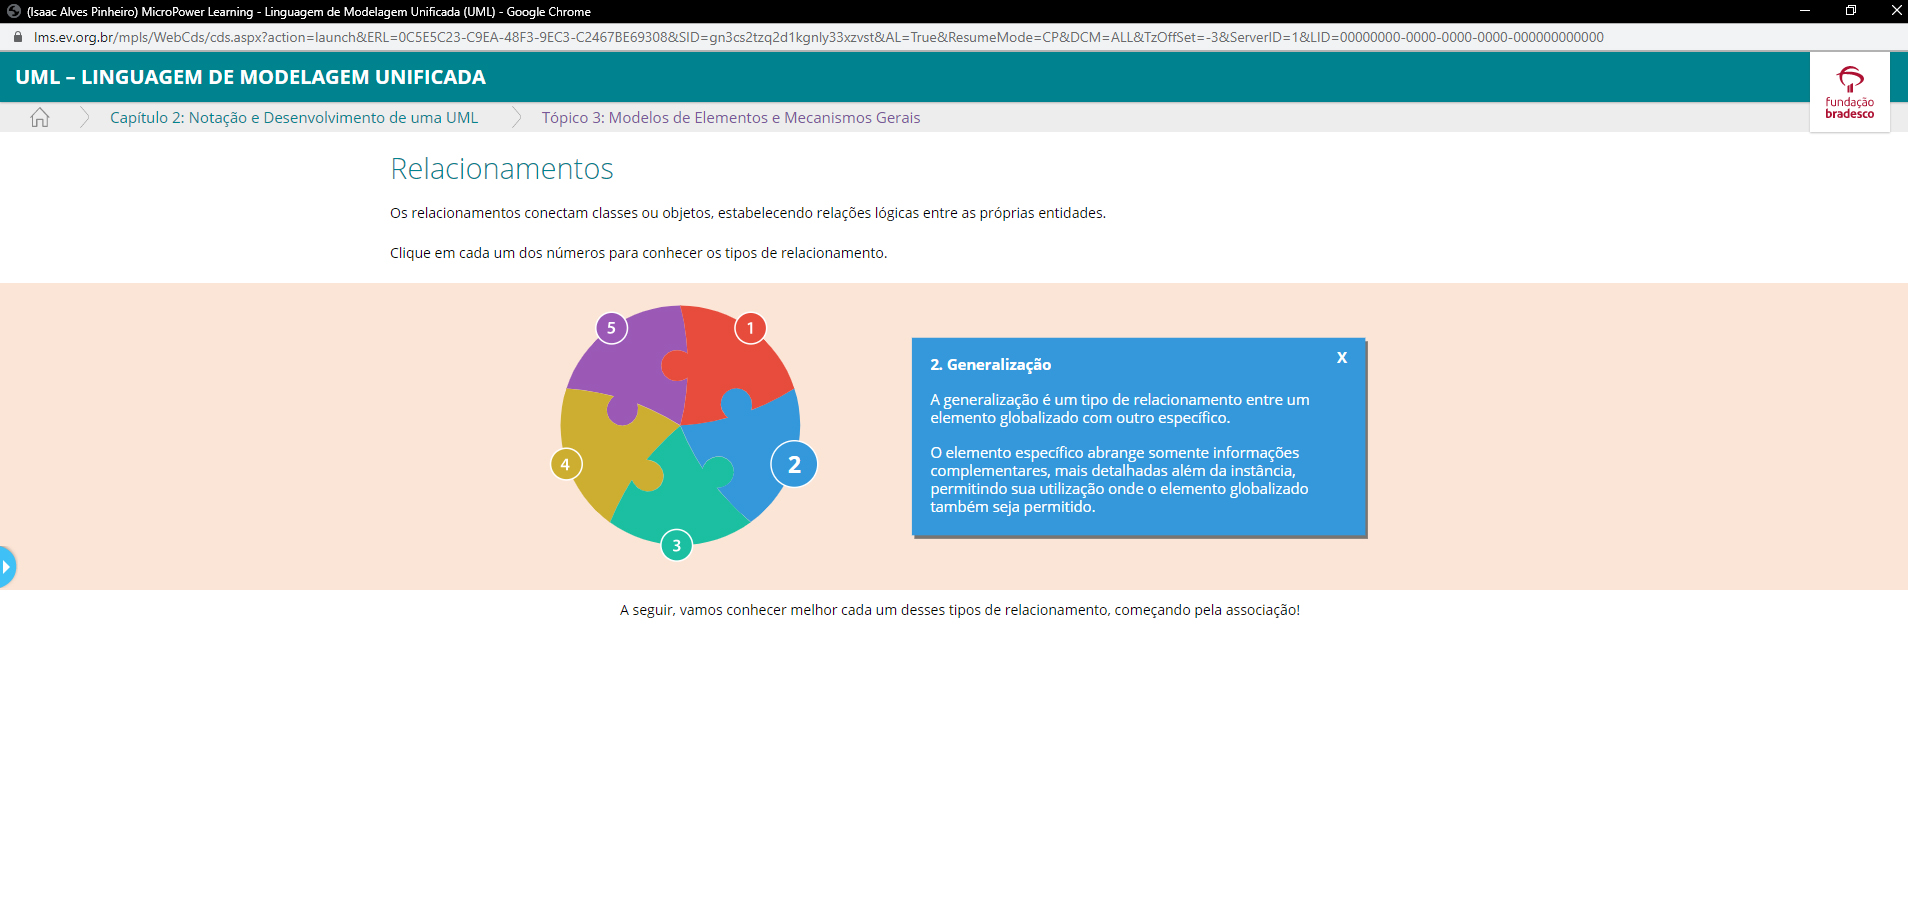 (Isaac Alves Pinheiro) MicroPower Learning - Linguagem de Modelagem Unificada (UML) - Google Chrome
lms.ev.org.br/mpls/WebCds/cds.aspx?action=launch&ERL=0C5E5C23-C9EA-48F3-9EC3-C2467BE69308&SID=gn3cs2tzq2d1kgnly33xzvst&AL=True&ResumeMode=CP&DCM=ALL&TzOffSet=-3&ServerID=1&LID=00000000-0000-0000-0000-000000000000
UML – LINGUAGEM DE MODELAGEM UNIFICADA
fundação
bradesco
Capítulo 2: Notação e Desenvolvimento de uma UML
Tópico 3: Modelos de Elementos e Mecanismos Gerais
Relacionamentos
Os relacionamentos conectam classes ou objetos, estabelecendo relações lógicas entre as próprias entidades.
Clique em cada um dos números para conhecer os tipos de relacionamento.
5
1
4
2
3
2. Generalização
X
A generalização é um tipo de relacionamento entre um
elemento globalizado com outro específico.
O elemento específico abrange somente informações
complementares, mais detalhadas além da instância,
permitindo sua utilização onde o elemento globalizado
também seja permitido.
A seguir, vamos conhecer melhor cada um desses tipos de relacionamento, começando pela associação!